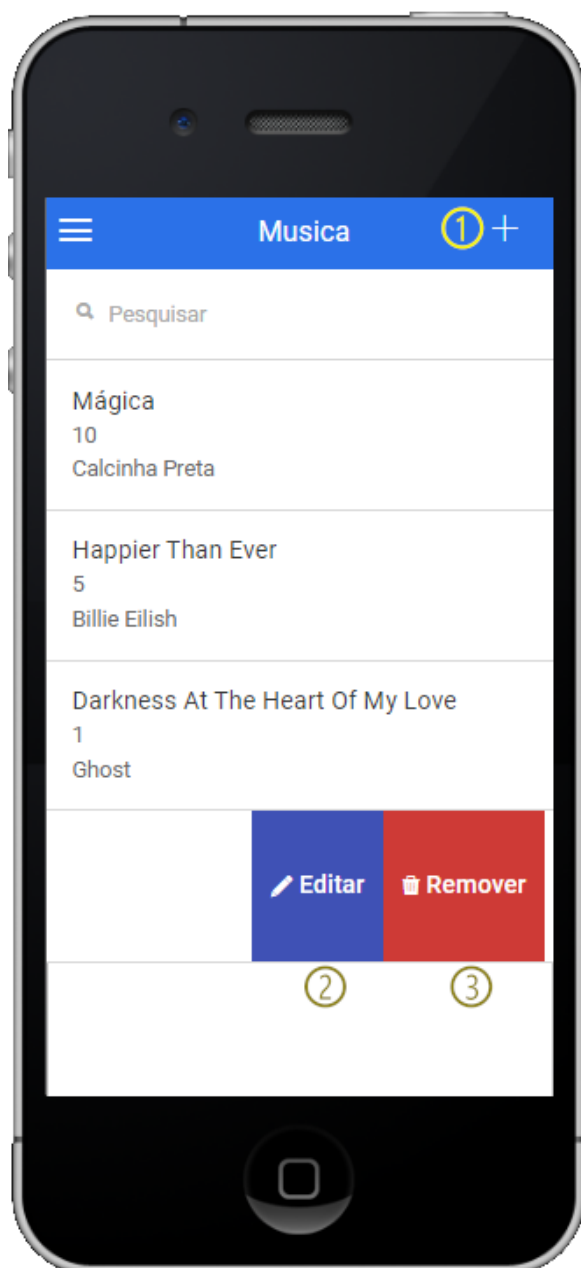 Musica ①
Pesquisar
Mágica
10
Calcinha Preta
Happier Than Ever
5
Billie Eilish
Darkness At The Heart Of My Love
1
Ghost
Editar Remover
② ③